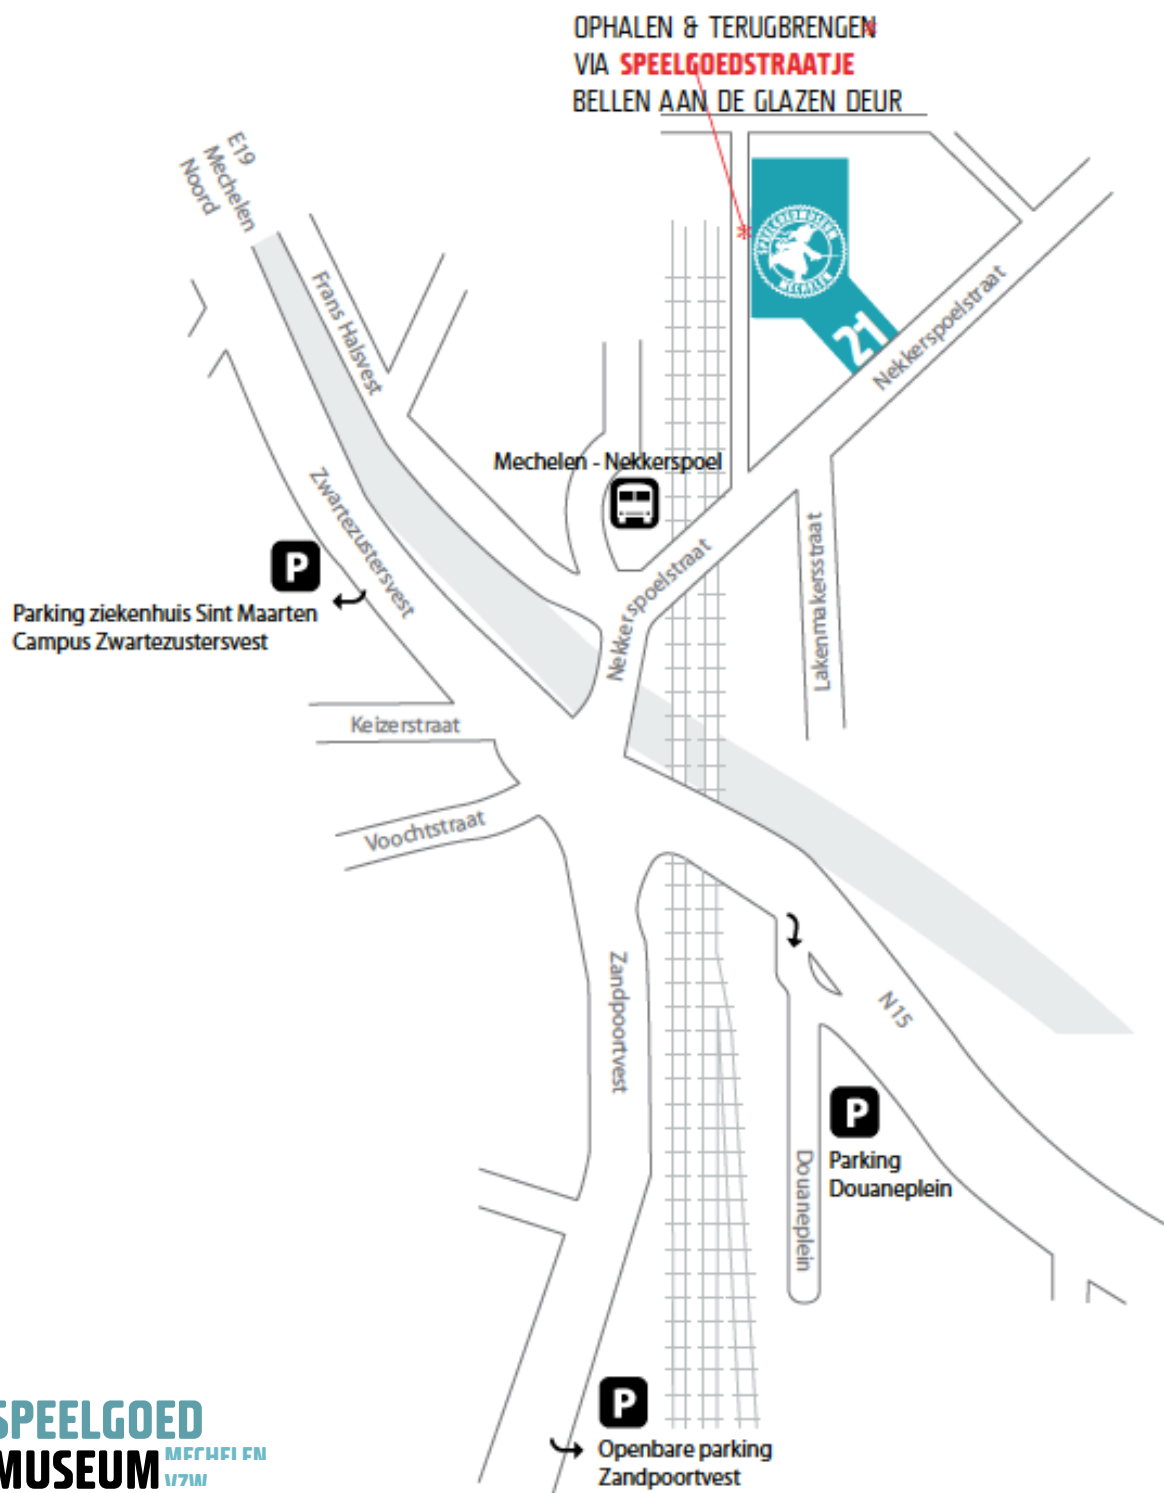 OPHALEN & TERUGBRENGEN*
VIA SPEELGOEDSTRAATJE
BELLEN AAN DE GLAZEN DEUR
E19
Mechelen
Noord
Frans Halsvest
*
SPEELGOEDMUSEUM
MECHELEN
21
Nekkerspoelstraat
Mechelen - Nekkerspoel
Zwartezustersvest
P
Parking ziekenhuis Sint Maarten
Campus Zwartezustersvest
Nekkerspoelstraat
Lakenmakersstraat
Keizerstraat
Voochtstraat
Zandpoortvest
N15
P
Parking
Douaneplein
Douaneplein
P
Openbare parking
Zandpoortvest
SPEELGOED
MUSEUM MECHELEN
VZW